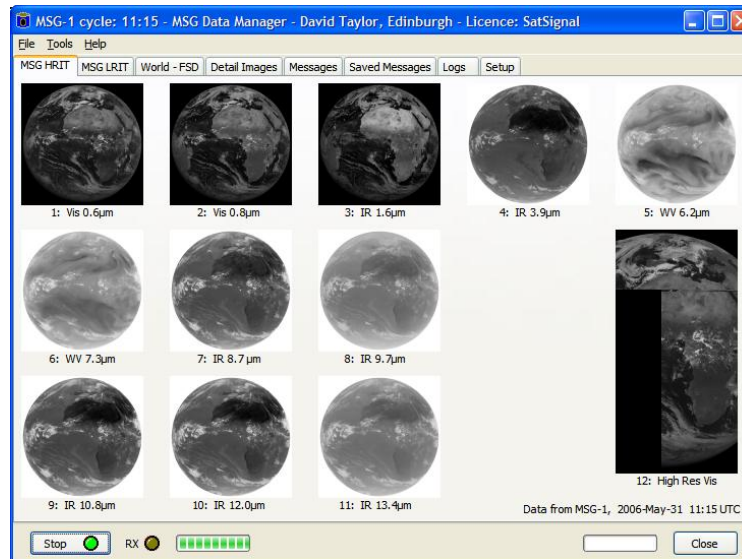 MSG-1 cycle: 11:15 - MSG Data Manager - David Taylor, Edinburgh - Licence: SatSignal
File Tools Help
MSG HRIT MSG LRIT World - FSD Detail Images Messages Saved Messages Logs Setup
1: Vis 0.6µm 2: Vis 0.8µm 3: IR 1.6µm 4: IR 3.9µm 5: WV 6.2µm
6: WV 7.3µm 7: IR 8.7 µm 8: IR 9.7µm
9: IR 10.8µm 10: IR 12.0µm 11: IR 13.4µm
12: High Res Vis
Data from MSG-1, 2006-May-31 11:15 UTC
Stop RX Close